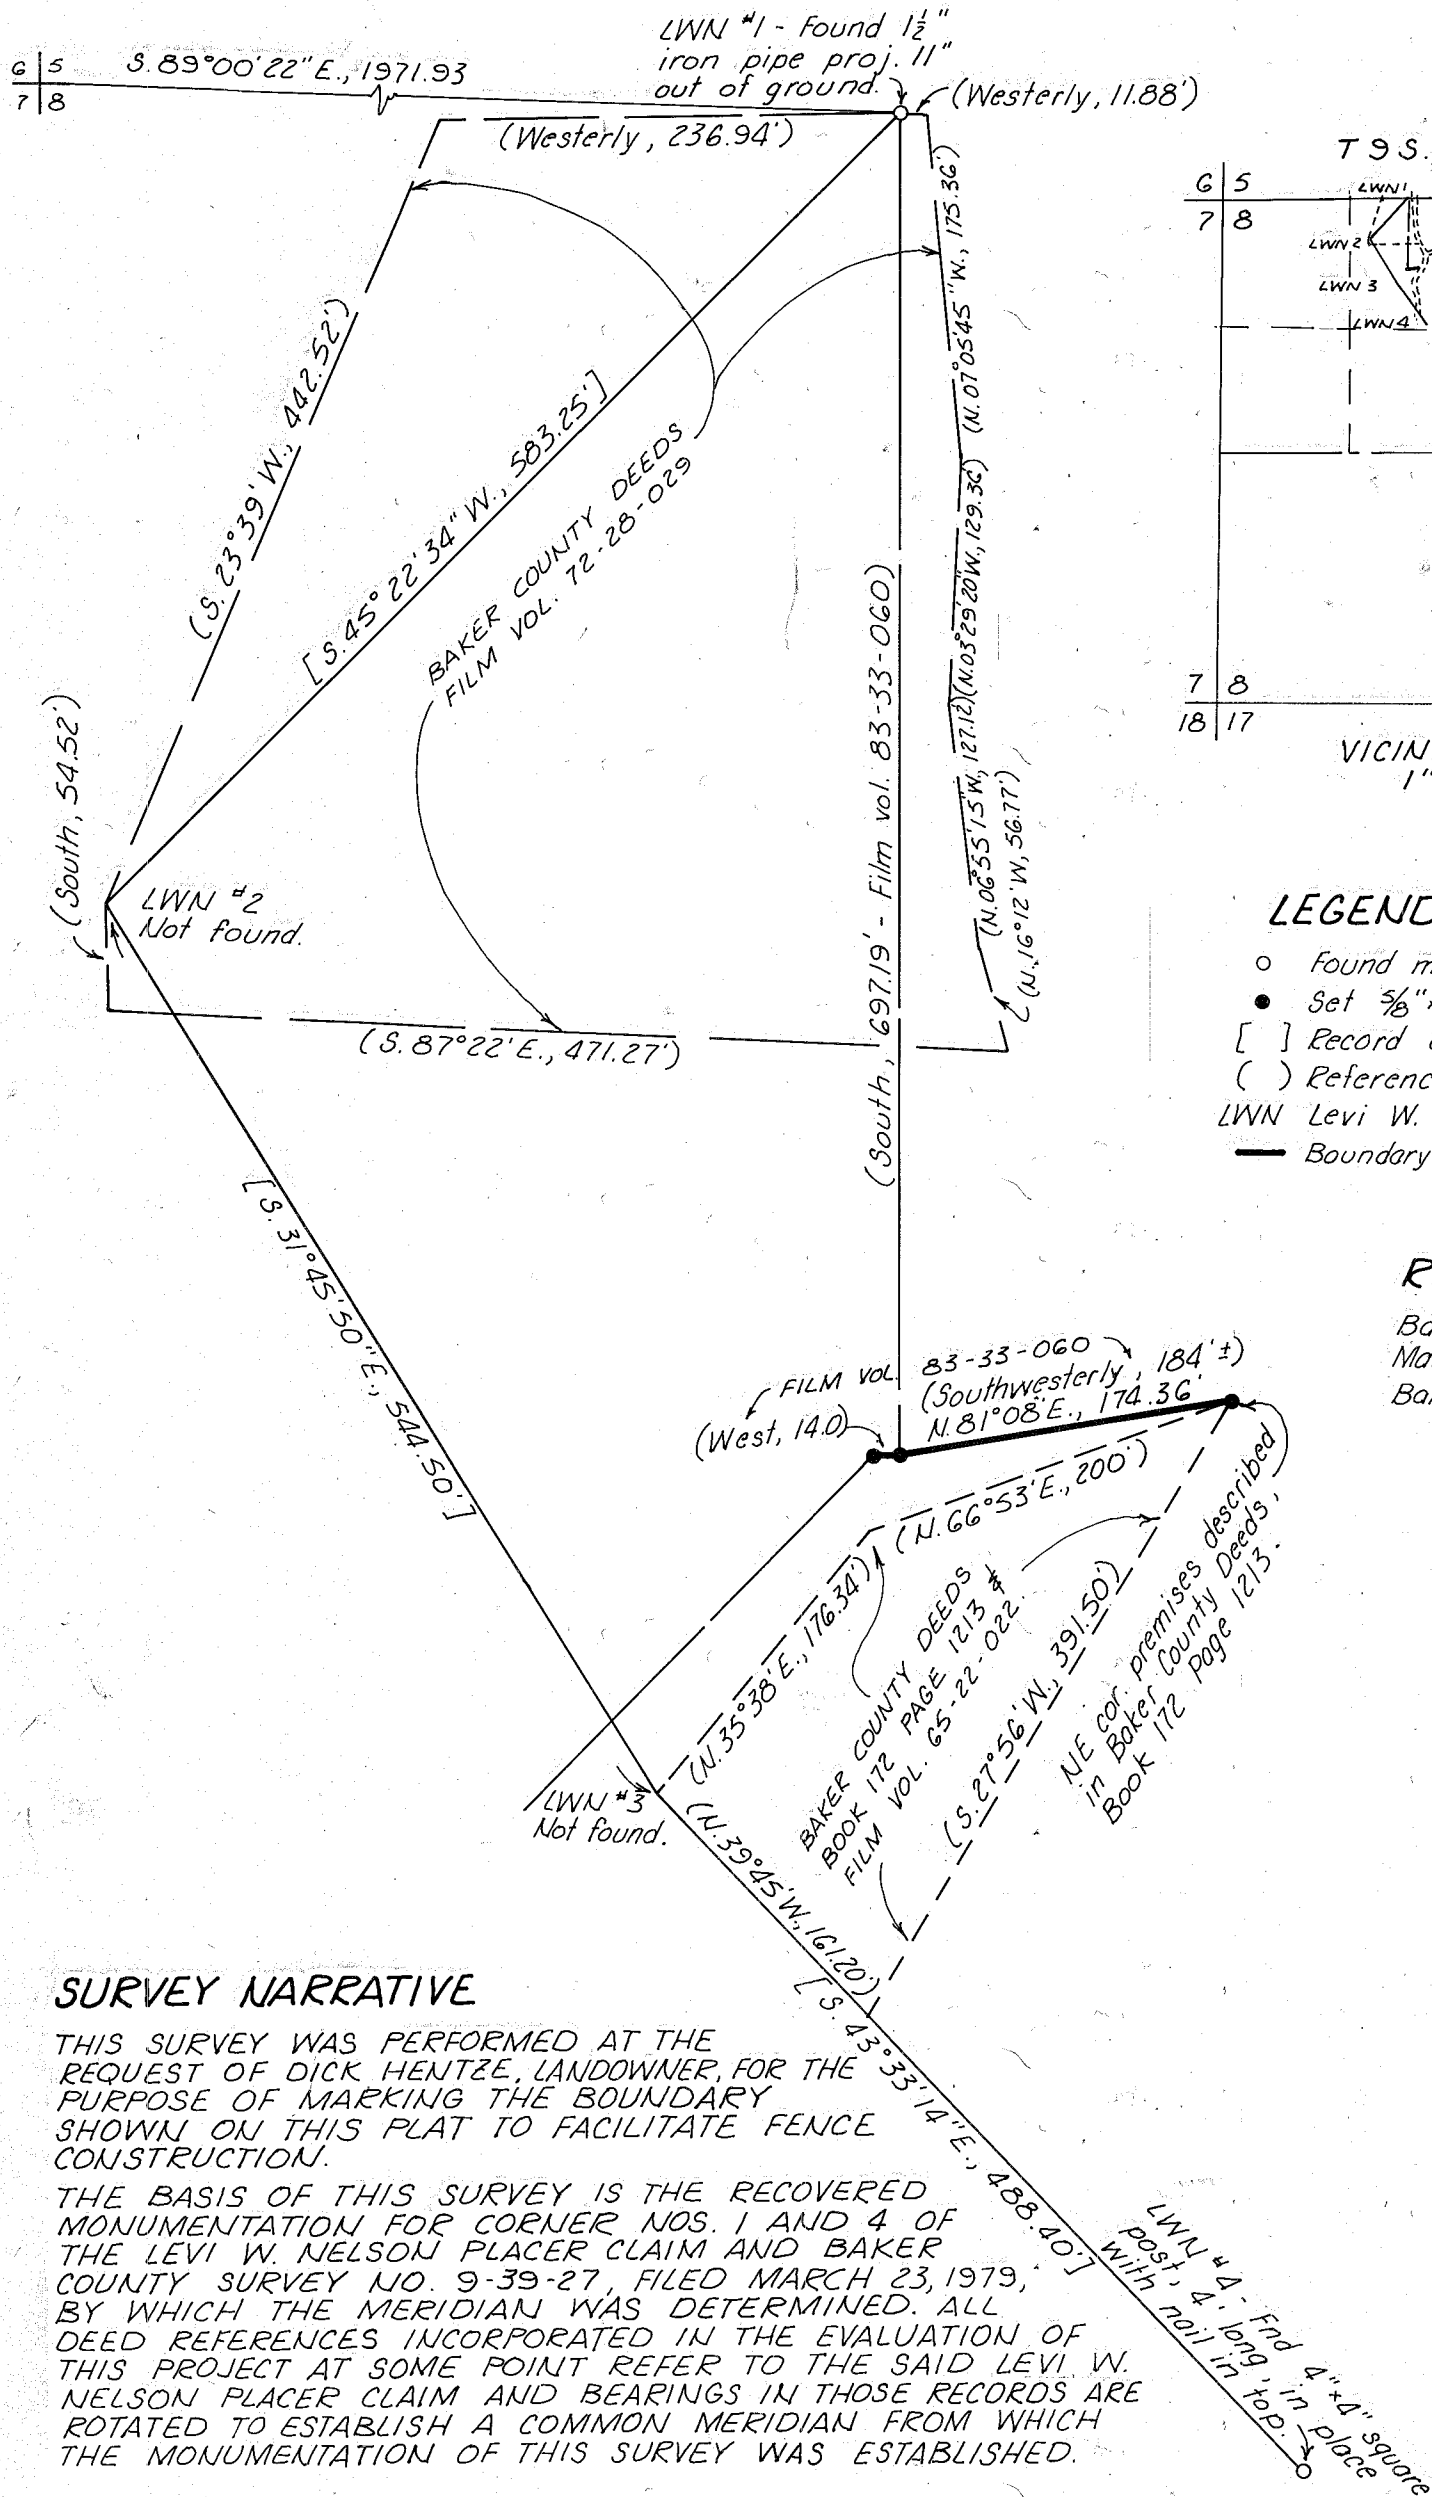 LWN #1 - Found 1½"
iron pipe proj. 11"
out of ground.
6 5
7 8
S. 89°00'22" E., 1971.93
(Westerly, 11.88')
(Westerly, 236.94')
T 9 S.
6 5
7 8
LWN 1
LWN 2
LWN 3
LWN 4
7 8
18 17
VICIN
1"
(S. 23°39' W., 442.52')
[S. 45°22'34" W., 583.25']
BAKER COUNTY DEEDS
FILM VOL. 72-28-029
(N. 07°05'45" W., 175.36')
(N. 03°29'20" W., 129.36)
(N. 06°55'15" W., 127.12)
(N. 16°12' W., 56.77')
(South, 697.19' - Film vol. 83-33-060)
(South, 54.52')
LWN #2
Not found.
(S. 87°22' E., 471.27')
LEGEND
Found m
Set 5/8"
[ ] Record
( ) Referenc
LWN Levi W.
Boundary
R
Ba
Ma
Ba
[S. 31°45'50" E., 544.50']
FILM VOL. 83-33-060
(West, 14.0)
(Southwesterly, 184'±)
N. 81°08' E., 174.36'
(N. 66°53' E., 200')
(N. 35°38' E., 176.34')
BAKER COUNTY DEEDS
BOOK 172 PAGE 1213 &
FILM VOL. 65-22-022.
(S. 27°56' W., 391.50')
NE cor. premises described
in Baker County Deeds,
Book 172 Page 1213.
LWN #3
Not found.
(N. 39°45' W., 161.20')
[S. 43°33'14" E., 488.40']
LWN #4 - Fnd 4"x4" square
post, 4' long, in place
with nail in top.
SURVEY NARRATIVE
THIS SURVEY WAS PERFORMED AT THE
REQUEST OF DICK HENTZE, LANDOWNER, FOR THE
PURPOSE OF MARKING THE BOUNDARY
SHOWN ON THIS PLAT TO FACILITATE FENCE
CONSTRUCTION.
THE BASIS OF THIS SURVEY IS THE RECOVERED
MONUMENTATION FOR CORNER NOS. 1 AND 4 OF
THE LEVI W. NELSON PLACER CLAIM AND BAKER
COUNTY SURVEY NO. 9-39-27, FILED MARCH 23, 1979,
BY WHICH THE MERIDIAN WAS DETERMINED. ALL
DEED REFERENCES INCORPORATED IN THE EVALUATION OF
THIS PROJECT AT SOME POINT REFER TO THE SAID LEVI W.
NELSON PLACER CLAIM AND BEARINGS IN THOSE RECORDS ARE
ROTATED TO ESTABLISH A COMMON MERIDIAN FROM WHICH
THE MONUMENTATION OF THIS SURVEY WAS ESTABLISHED.